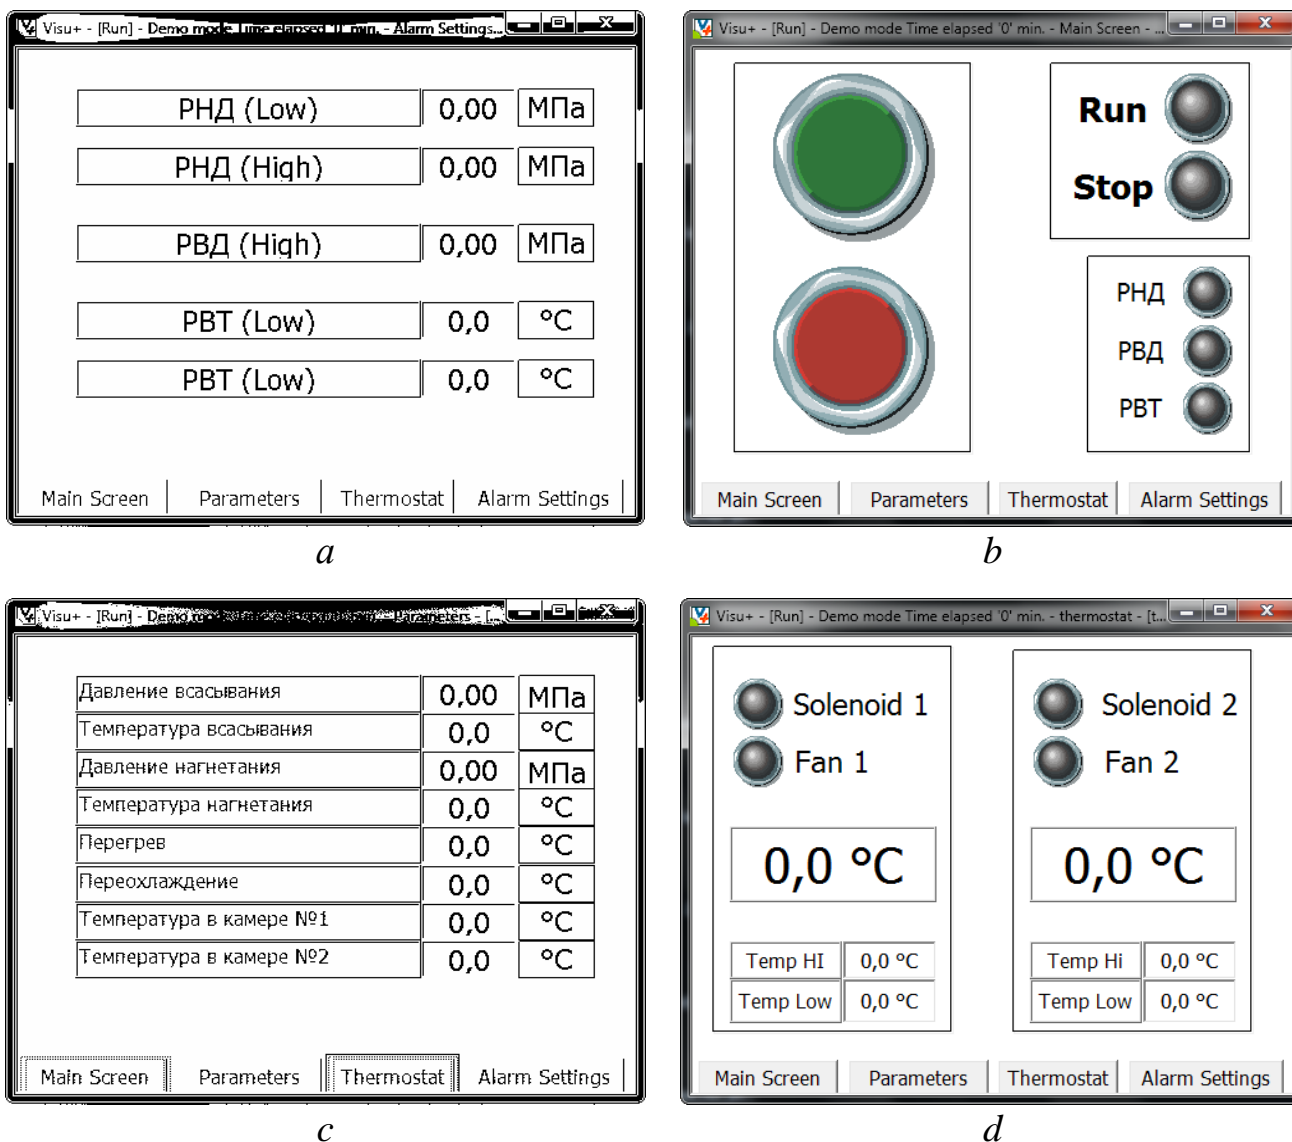 Visu+ - [Run] - Demo mode Time elapsed '0' min. - Alarm Settings...
РНД (Low) 0,00 МПа
РНД (High) 0,00 МПа
РВД (High) 0,00 МПа
РВТ (Low) 0,0 °C
РВТ (Low) 0,0 °C
Main Screen Parameters Thermostat Alarm Settings
a
Visu+ - [Run] - Demo mode Time elapsed '0' min. - Main Screen - ...
Run
Stop
РНД
РВД
РВТ
Main Screen Parameters Thermostat Alarm Settings
b
Visu+ - [Run] - Demo - Parameters - [...
Давление всасывания 0,00 МПа
Температура всасывания 0,0 °C
Давление нагнетания 0,00 МПа
Температура нагнетания 0,0 °C
Перегрев 0,0 °C
Переохлаждение 0,0 °C
Температура в камере №1 0,0 °C
Температура в камере №2 0,0 °C
Main Screen Parameters Thermostat Alarm Settings
c
Visu+ - [Run] - Demo mode Time elapsed '0' min. - thermostat - [t...
Solenoid 1 Solenoid 2
Fan 1 Fan 2
0,0 °C 0,0 °C
Temp HI 0,0 °C Temp Hi 0,0 °C
Temp Low 0,0 °C Temp Low 0,0 °C
Main Screen Parameters Thermostat Alarm Settings
d